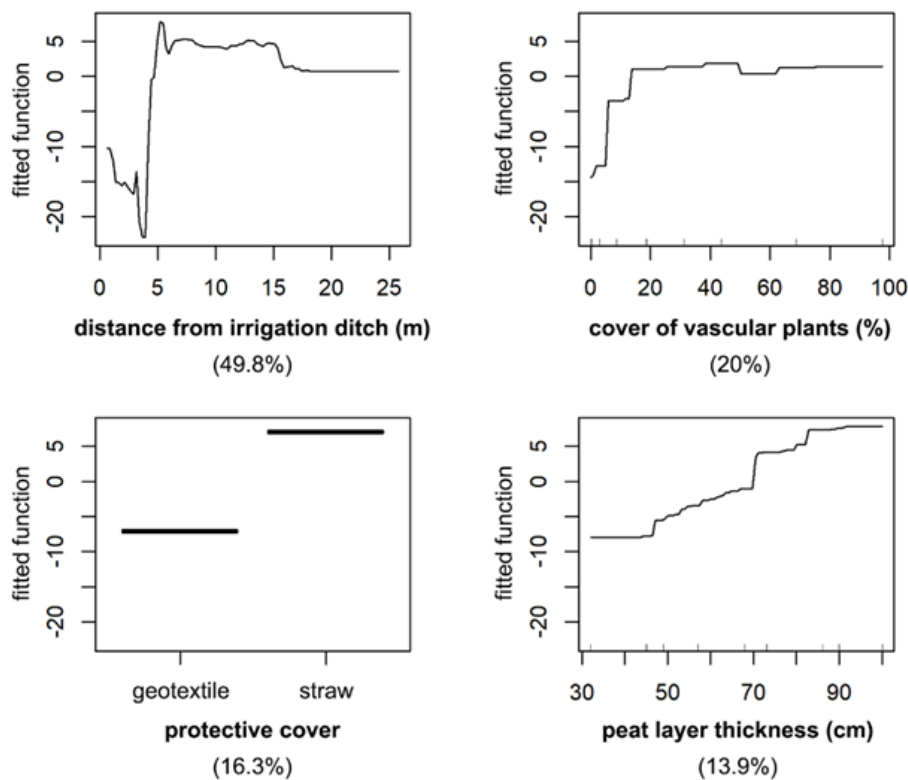 fitted function
5
0
-10
-20
0 5 10 15 20 25
distance from irrigation ditch (m)
(49.8%)
fitted function
5
0
-10
-20
0 20 40 60 80 100
cover of vascular plants (%)
(20%)
fitted function
5
0
-10
-20
geotextile straw
protective cover
(16.3%)
fitted function
5
0
-10
-20
30 50 70 90
peat layer thickness (cm)
(13.9%)